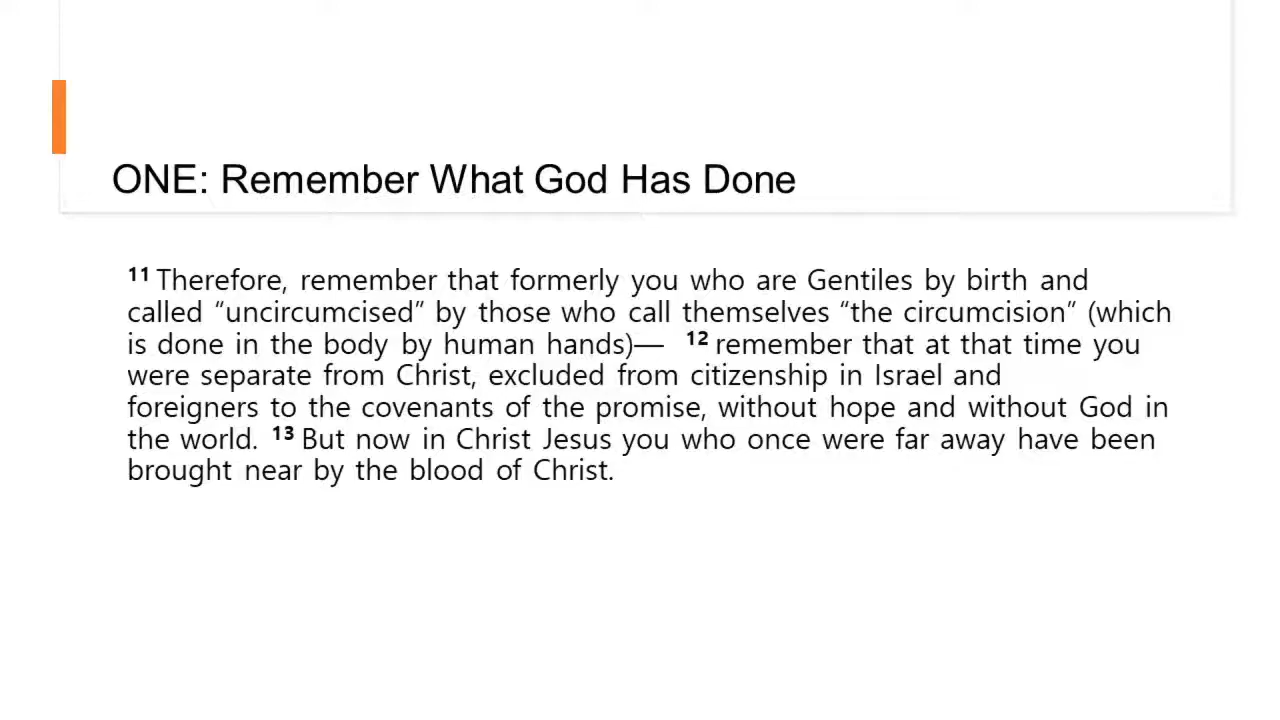 ONE: Remember What God Has Done
11 Therefore, remember that formerly you who are Gentiles by birth and
called “uncircumcised” by those who call themselves “the circumcision” (which
is done in the body by human hands)— 12 remember that at that time you
were separate from Christ, excluded from citizenship in Israel and
foreigners to the covenants of the promise, without hope and without God in
the world. 13 But now in Christ Jesus you who once were far away have been
brought near by the blood of Christ.